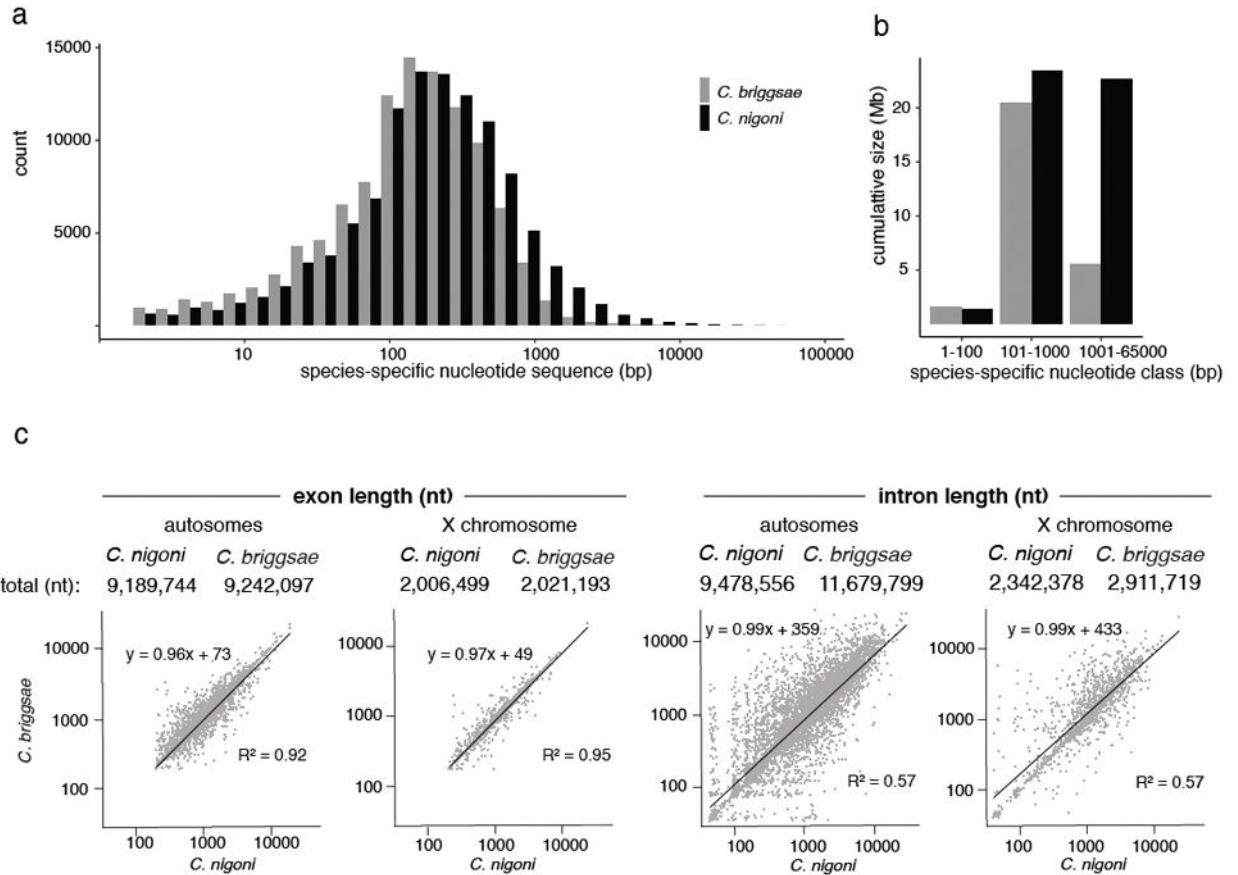 a
15000
10000
5000
count
10
100
1000
10000
100000
species-specific nucleotide sequence (bp)
C. briggsae
C. nigoni
b
20
15
10
5
cumulattive size (Mb)
1-100
101-1000
1001-65000
species-specific nucleotide class (bp)
c
exon length (nt)
intron length (nt)
autosomes
X chromosome
autosomes
X chromosome
C. nigoni C. briggsae
C. nigoni C. briggsae
C. nigoni C. briggsae
C. nigoni C. briggsae
total (nt): 9,189,744 9,242,097
2,006,499 2,021,193
9,478,556 11,679,799
2,342,378 2,911,719
C. briggsae
10000
1000
100
y = 0.96x + 73
R² = 0.92
100 1000 10000
C. nigoni
10000
1000
100
y = 0.97x + 49
R² = 0.95
100 1000 10000
C. nigoni
10000
1000
100
y = 0.99x + 359
R² = 0.57
100 1000 10000
C. nigoni
10000
1000
100
y = 0.99x + 433
R² = 0.57
100 1000 10000
C. nigoni